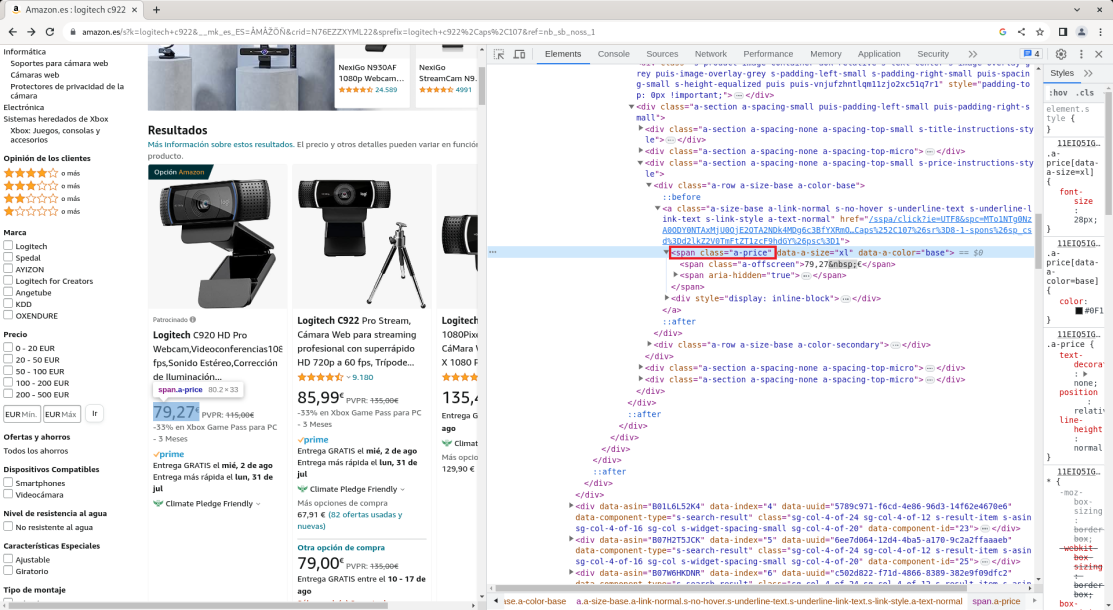 Amazon.es : logitech c922
amazon.es/s?k=logitech+c922&__mk_es_ES=ÅMÅŽÕÑ&crid=N76EZZXYML22&sprefix=logitech+c922%2Caps%2C107&ref=nb_sb_noss_1
Informática
Soportes para cámara web
Cámaras web
Protectores de privacidad de la
cámara
Electrónica
Sistemas heredados de Xbox
Xbox: Juegos, consolas y
accesorios
Opinión de los clientes
o más
o más
o más
o más
Marca
Logitech
Spedal
AYIZON
Logitech for Creators
Angetube
KDD
OXENDURE
Precio
0 - 20 EUR
20 - 50 EUR
50 - 100 EUR
100 - 200 EUR
200 - 500 EUR
EUR Mín.
EUR Máx
Ir
Ofertas y ahorros
Todos los ahorros
Dispositivos Compatibles
Smartphones
Videocámara
Nivel de resistencia al agua
No resistente al agua
Características Especiales
Ajustable
Giratorio
Tipo de montaje
NexiGo N930AF
1080p Webcam...
24.589
NexiGo
StreamCam N9.
4991
Resultados
Más información sobre estos resultados. El precio y otros detalles pueden variar en función
producto.
Opción Amazon
Patrocinado
Logitech C920 HD Pro
Webcam,Videoconferencias108
fps,Sonido Estéreo,Corrección
de Iluminación...
span.a-price 80.2 × 33
79,27€ PVPR: 115,00€
-33% en Xbox Game Pass para PC
- 3 Meses
prime
Entrega GRATIS el mié, 2 de ago
Entrega más rápida el lun, 31 de
jul
Climate Pledge Friendly
Logitech C922 Pro Stream,
Cámara Web para streaming
profesional con superrápido
HD 720p a 60 fps, Trípode...
9.180
85,99€ PVPR: 135,00€
-33% en Xbox Game Pass para PC
- 3 Meses
prime
Entrega GRATIS el mié, 2 de ago
Entrega más rápida el lun, 31 de
jul
Climate Pledge Friendly
Más opciones de compra
67,91 € (82 ofertas usadas y
nuevas)
Otra opción de compra
79,00€ PVPR: 135,00€
Entrega GRATIS entre el 10 - 17 de
ago
Logitech
1080Pixe
CáMara W
X 1080 P
135,4
Entrega G
ago
Climat
Más opcio
129,90 €
Elements Console Sources Network Performance Memory Application Security
4
grey puis-image-overlay-grey s-padding-left-small s-padding-right-small puis-spacin
g-small s-height-equalized puis puis-vnjufzhntlqm11zjo2xc51q7r1" style="padding-to
p: 0px !important;"> </div>
<div class="a-section a-spacing-small puis-padding-left-small puis-padding-right-s
mall">
<div class="a-section a-spacing-none a-spacing-top-small s-title-instructions-sty
le"> </div>
<div class="a-section a-spacing-none a-spacing-top-micro"> </div>
<div class="a-section a-spacing-none a-spacing-top-small s-price-instructions-sty
le">
<div class="a-row a-size-base a-color-base">
::before
<a class="a-size-base a-link-normal s-no-hover s-underline-text s-underline-l
ink-text s-link-style a-text-normal" href="/sspa/click?ie=UTF8&spc=MTo1NTg0Nz
%3Dd2lkZ2V0TmFtZT1zcF9hdGY%26psc%3D1">
<span class="a-price" data-a-size="xl" data-a-color="base"> == $0
<span class="a-offscreen">79,27&nbsp;€</span>
<span aria-hidden="true"> </span>
</span>
<div style="display: inline-block"> </div>
</a>
::after
</div>
<div class="a-row a-size-base a-color-secondary"> </div>
</div>
<div class="a-section a-spacing-none a-spacing-top-micro"> </div>
<div class="a-section a-spacing-none a-spacing-top-micro"> </div>
</div>
</div>
::after
</div>
</div>
</div>
</div>
::after
</div>
</div>
<div data-asin="B01L6L52K4" data-index="4" data-uuid="5789c971-f6cd-4e86-96d3-14f62e4670e6"
data-component-type="s-search-result" class="sg-col-4-of-24 sg-col-4-of-12 s-result-item s-asin
sg-col-4-of-16 sg-col s-widget-spacing-small sg-col-4-of-20" data-component-id="23"> </div>
<div data-asin="B07H2T5JCK" data-index="5" data-uuid="6ee7d064-12d4-4ba5-a170-9c2a2ffaaaeb"
data-component-type="s-search-result" class="sg-col-4-of-24 sg-col-4-of-12 s-result-item s-asin
sg-col-4-of-16 sg-col s-widget-spacing-small sg-col-4-of-20" data-component-id="25"> </div>
<div data-asin="B07W6HKDNR" data-index="6" data-uuid="c502d822-f71d-4866-8389-382e9f09dfc2"
use.a-color-base a.a-size-base.a-link-normal.s-no-hover.s-underline-text.s-underline-link-text.s-link-style.a-text-normal span.a-price
Styles
:hov .cls
element.s
tyle {
}
11EIQ5IG…
.a-
price[data-
a-size=xl]
{
font-
size
:
28px;
}
11EIQ5IG…
.a-
price[data-
a-color=
base]
{
color:
#0F1
}
11EIQ5IG…
.a-price {
text-
decorat
:
none;
position
:
relativ
line-
height
:
normal
}
11EIQ5IG…
* {
-moz-
box-
sizing
:
border
box;
-webkit-
box-
sizing
:
border
box;
box-